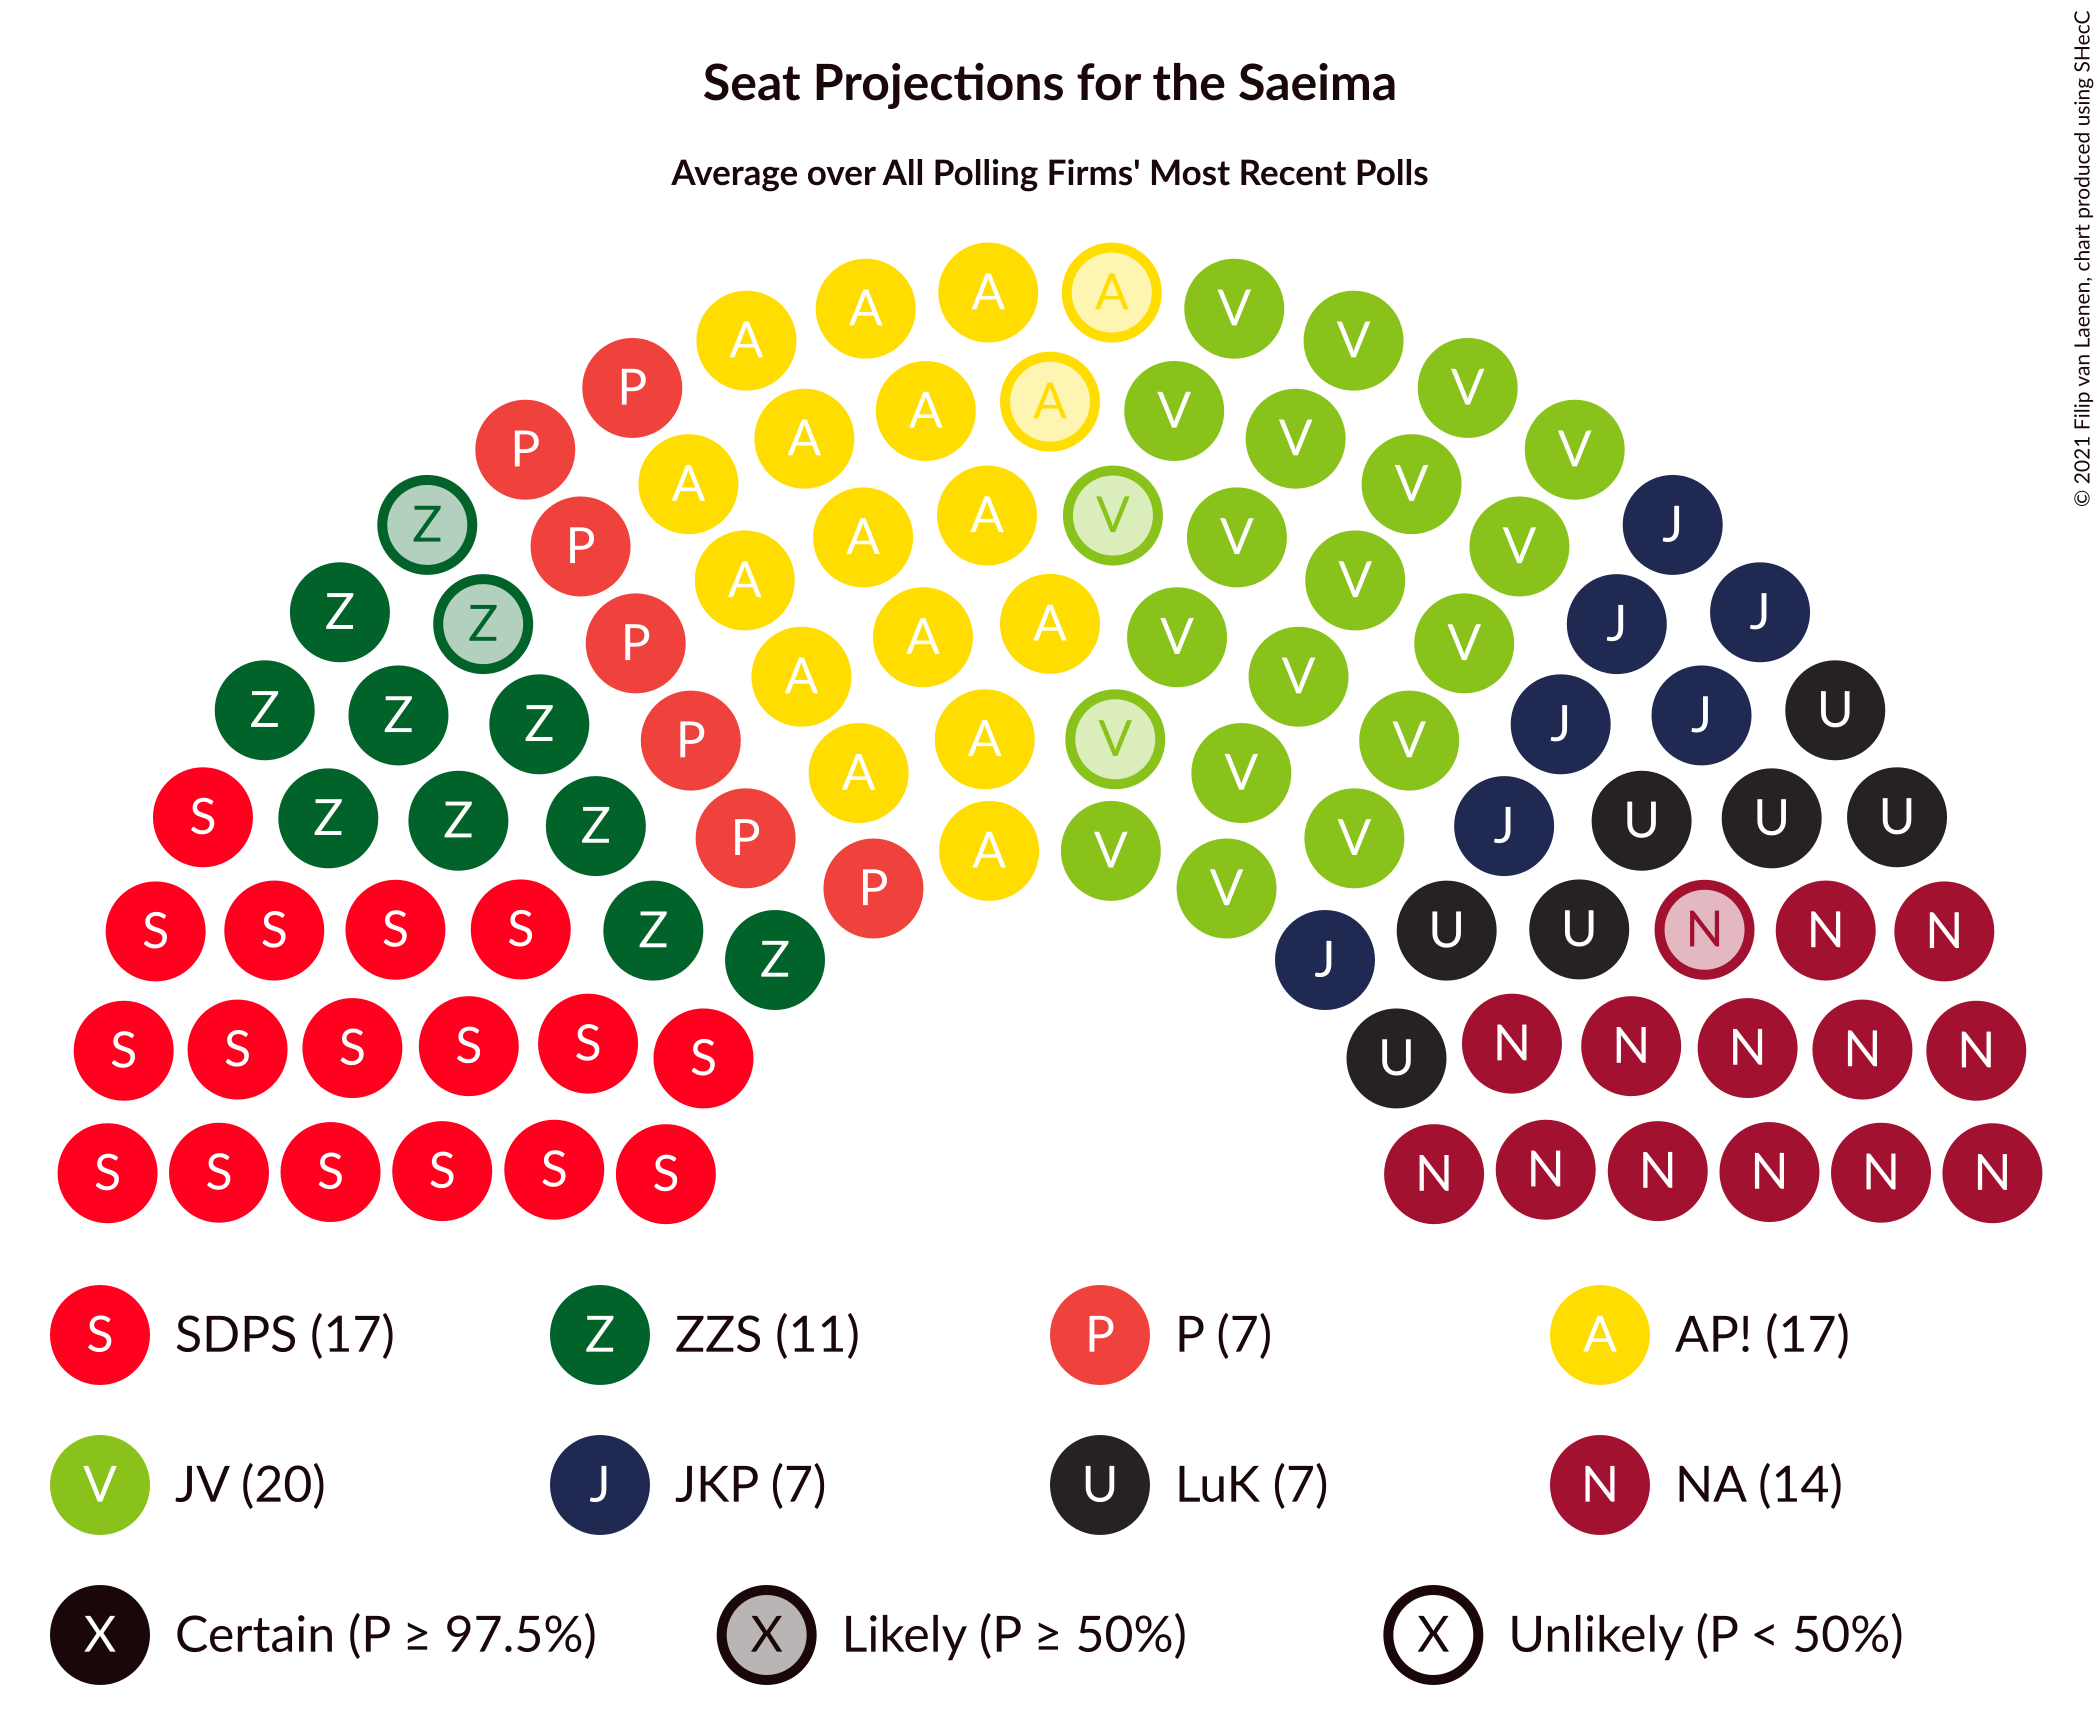 Seat Projections for the Saeima
Average over All Polling Firms' Most Recent Polls
© 2021 Filip van Laenen, chart produced using SHecC
A A A A V V
P A V
P A A A V V V
Z P A A A V V V V J
Z Z P A A V V V J J
Z Z Z P A A A V V V J J U
S Z Z Z P A A V V V J U U U
S S S S Z Z P A V V J U U N N N
S S S S S S U N N N N N
S S S S S S N N N N N N
S SDPS (17) Z ZZS (11) P P (7) A AP! (17)
V JV (20) J JKP (7) U LuK (7) N NA (14)
X Certain (P ≥ 97.5%) X Likely (P ≥ 50%) X Unlikely (P < 50%)